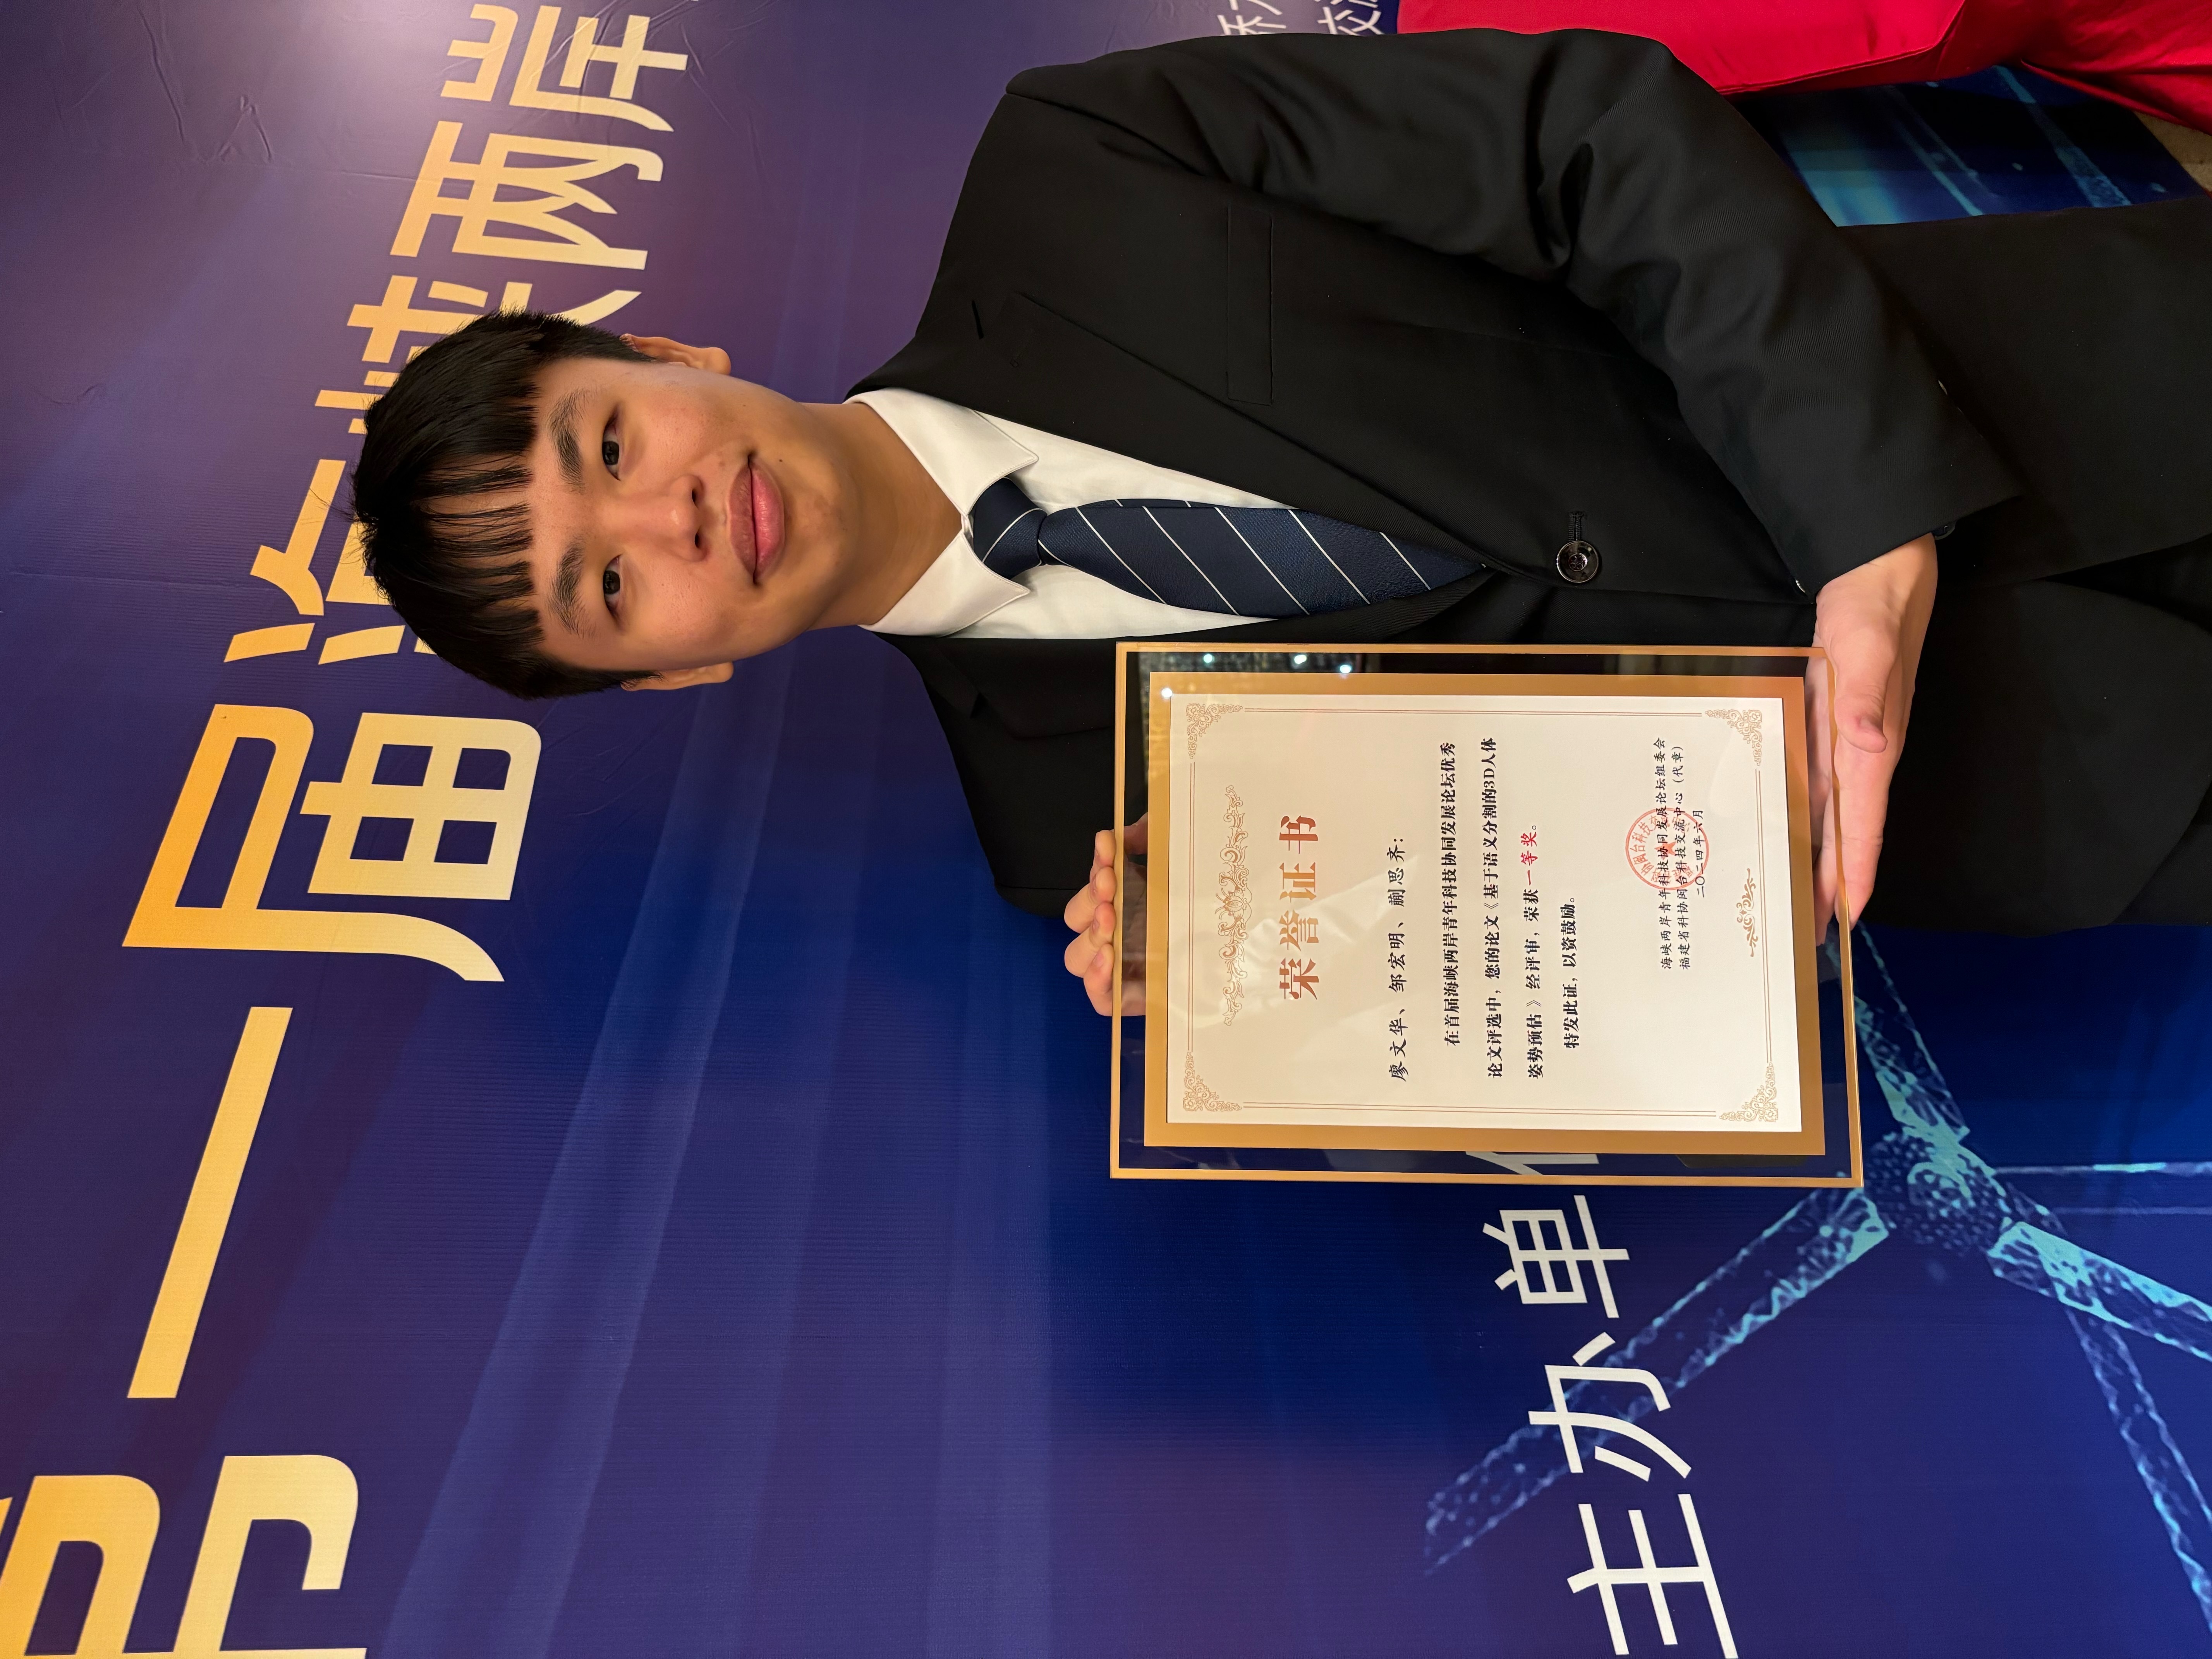 第一届海峡两岸
主办单
荣誉证书
廖文华、邹宏明、蒯思齐：
在首届海峡两岸青年科技协同发展论坛优秀
论文评选中，您的论文《基于语义分割的3D人体
姿势预估》经评审，荣获一等奖。
特发此证，以资鼓励。
海峡两岸青年科技协同发展论坛组委会
福建省科协闽台科技交流中心（代章）
二〇二四年六月